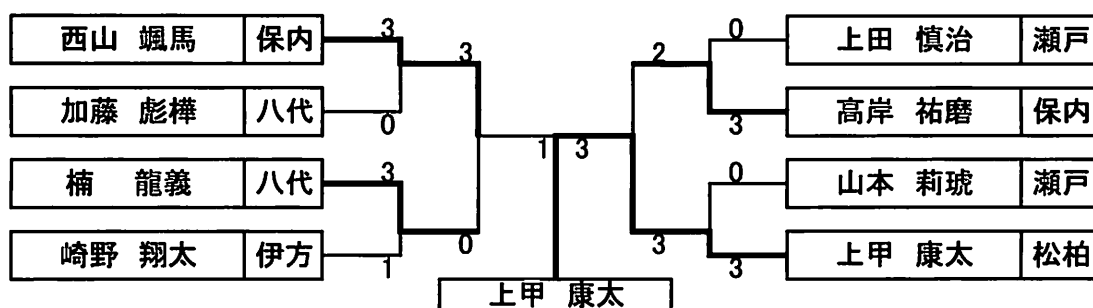 西山 颯馬 保内 3 3 2 0 上田 慎治 瀬戸
加藤 彪樺 八代 0 3 高岸 祐磨 保内
1 3
楠 龍義 八代 3 0 山本 莉琥 瀬戸
崎野 翔太 伊方 1 0 3 3 上甲 康太 松柏
上甲 康太